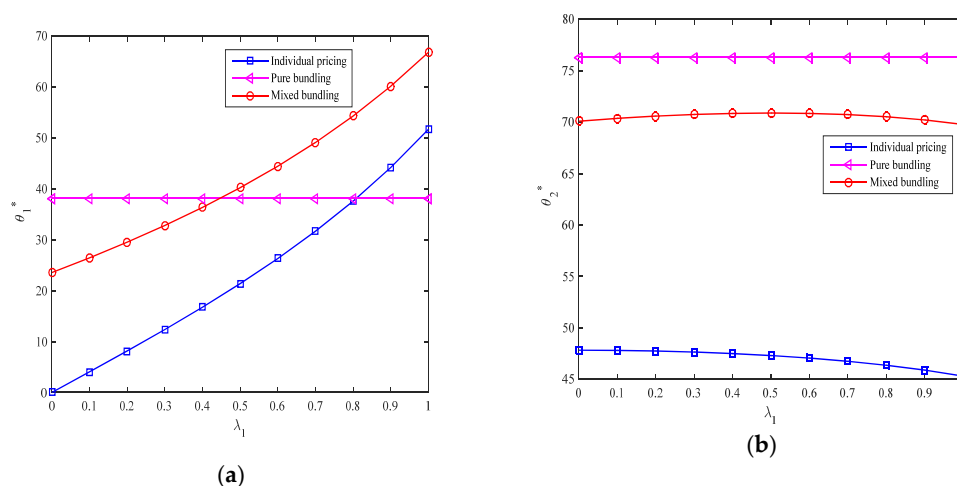 70
60
50
40
30
20
10
0
θ1*
Individual pricing
Pure bundling
Mixed bundling
0 0.1 0.2 0.3 0.4 0.5 0.6 0.7 0.8 0.9 1
λ1
(a)
80
75
70
65
60
55
50
45
θ2*
Individual pricing
Pure bundling
Mixed bundling
0 0.1 0.2 0.3 0.4 0.5 0.6 0.7 0.8 0.9
λ1
(b)